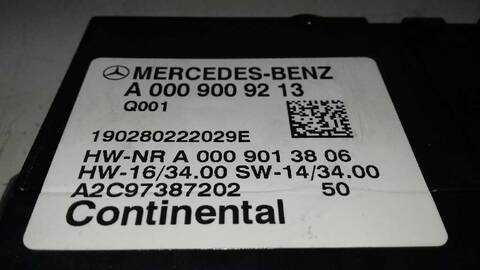 MERCEDES-BENZ
A 000 900 92 13
Q001
190280222029E
HW-NR A 000 901 38 06
HW-16/34.00 SW-14/34.00
A2C97387202 50
Continental